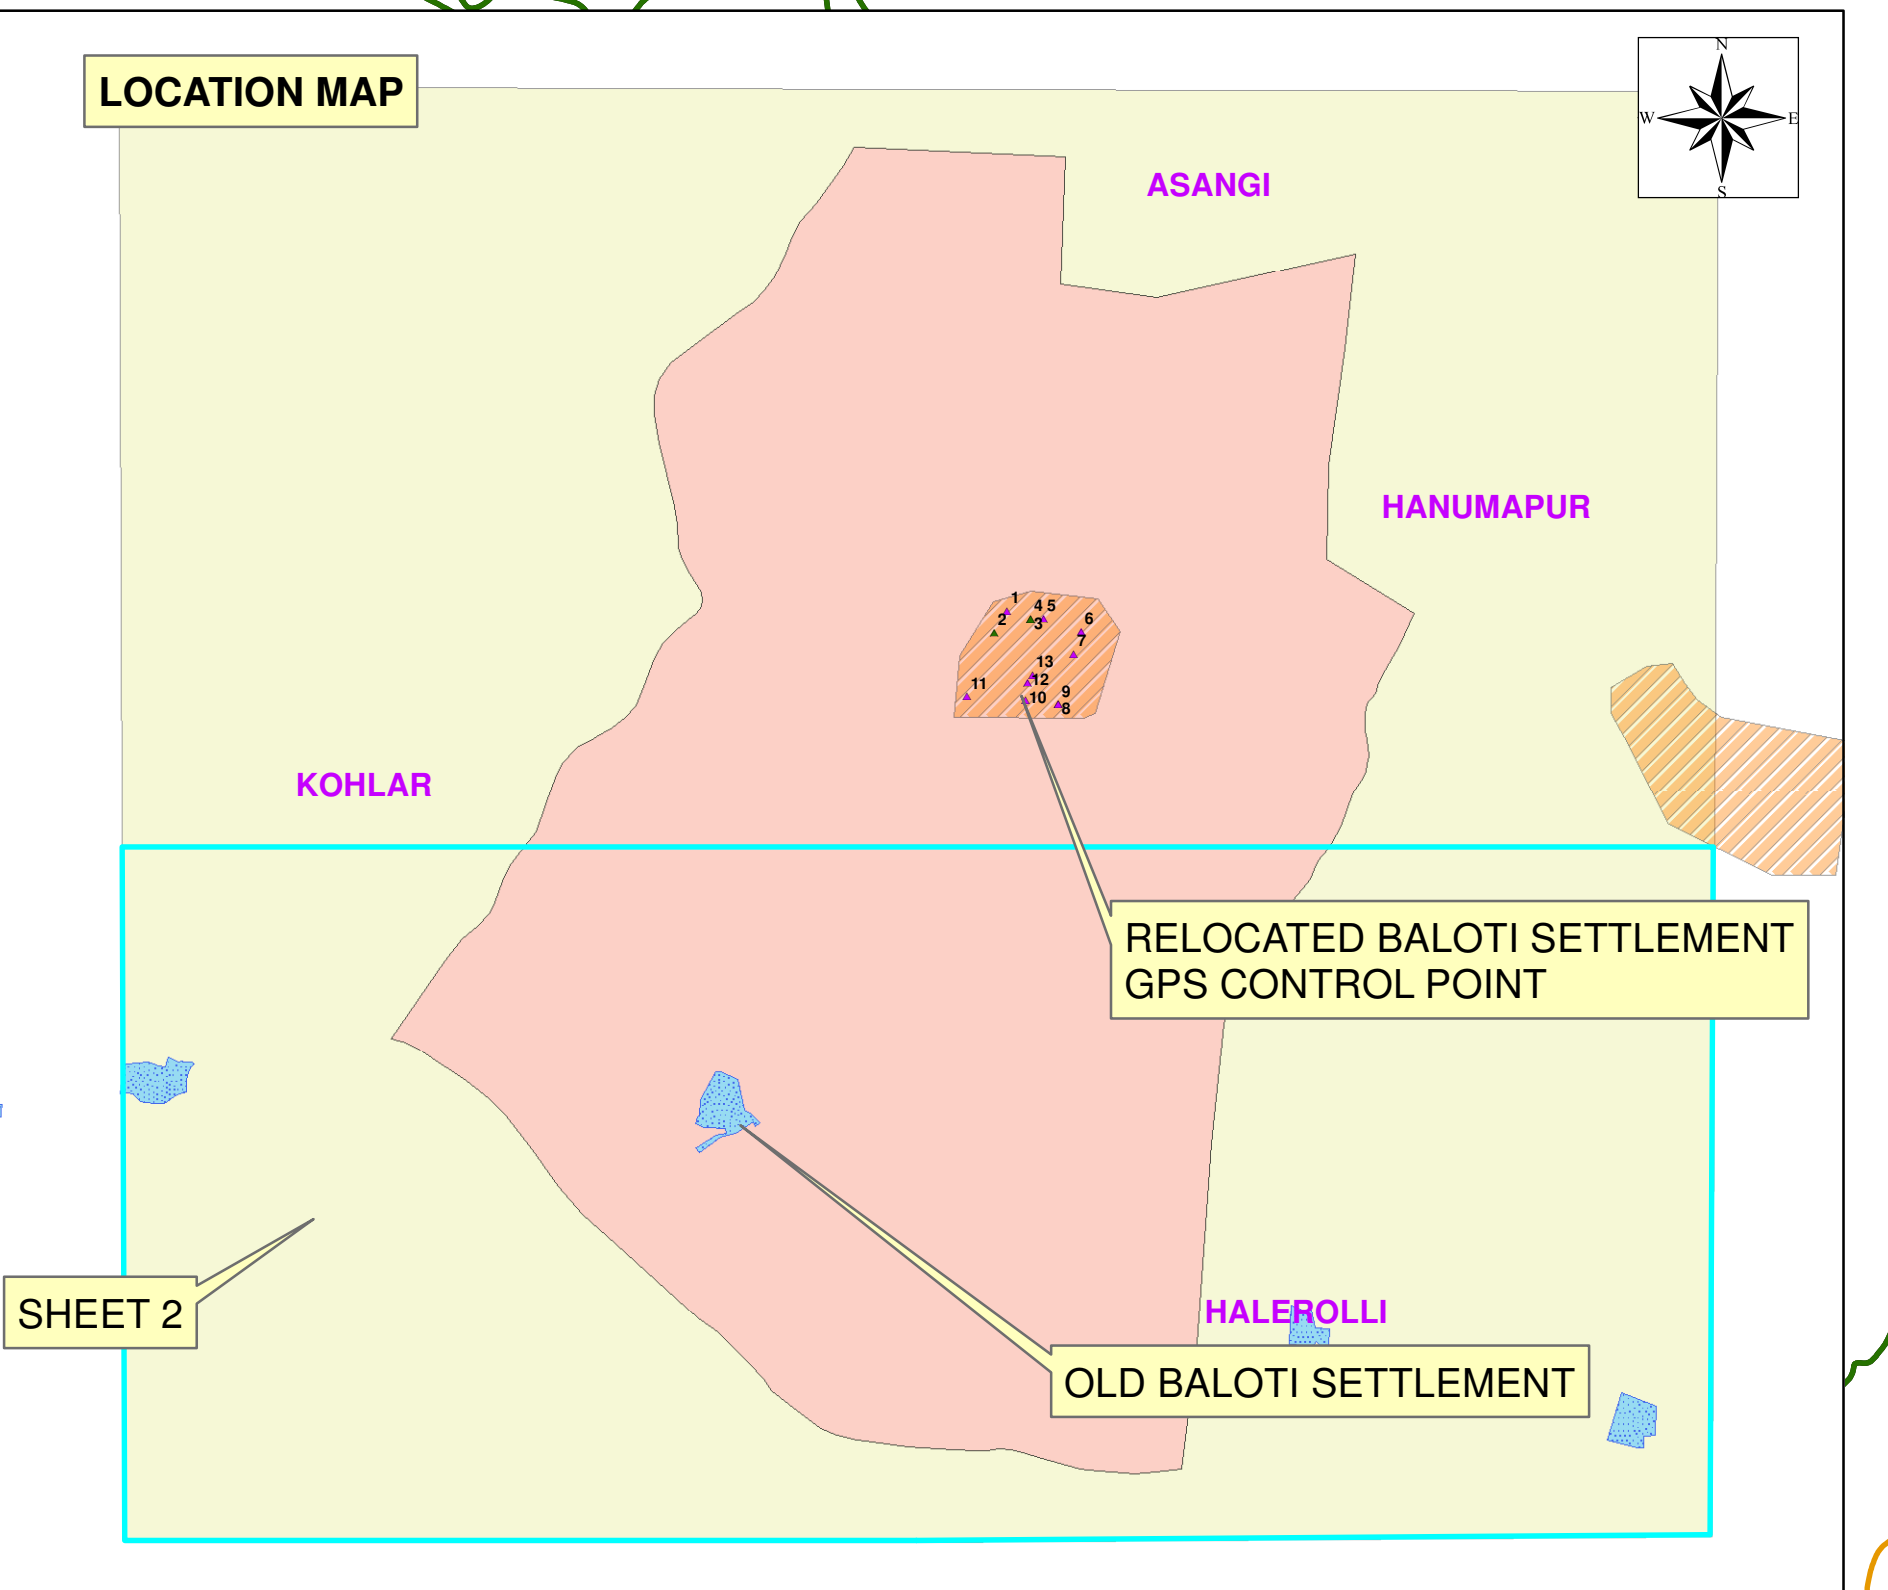 LOCATION MAP
N
W
E
S
ASANGI
HANUMAPUR
1
4 5
2
3
6
7
13
12
11
10
9
8
KOHLAR
RELOCATED BALOTI SETTLEMENT
GPS CONTROL POINT
SHEET 2
HALEROLLI
OLD BALOTI SETTLEMENT